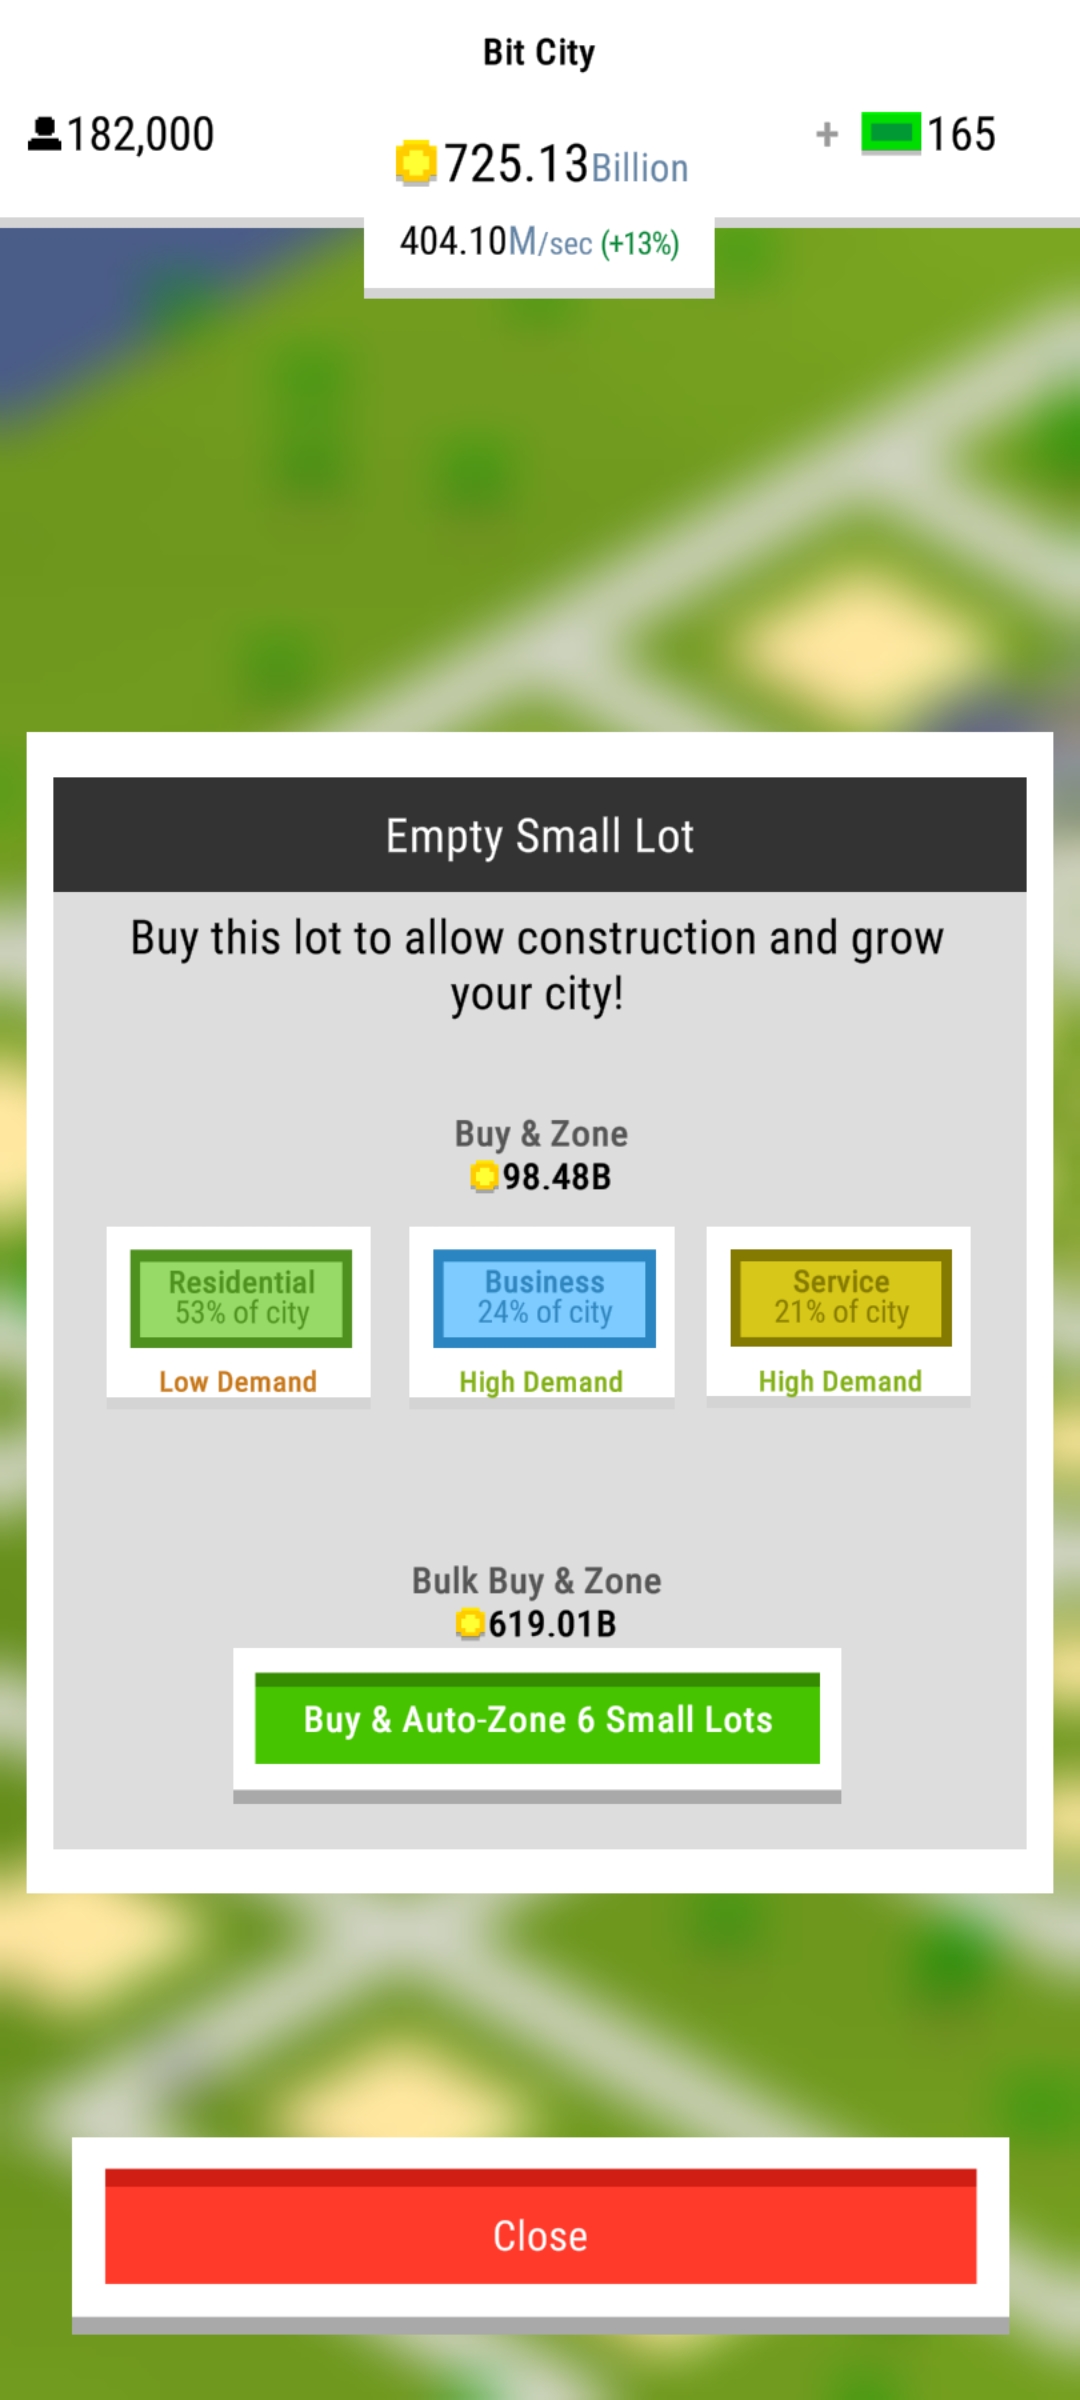 Bit City
182,000
725.13Billion
+ 165
404.10M/sec (+13%)
Empty Small Lot
Buy this lot to allow construction and grow
your city!
Buy & Zone
98.48B
Residential
53% of city
Low Demand
Business
24% of city
High Demand
Service
21% of city
High Demand
Bulk Buy & Zone
619.01B
Buy & Auto-Zone 6 Small Lots
Close